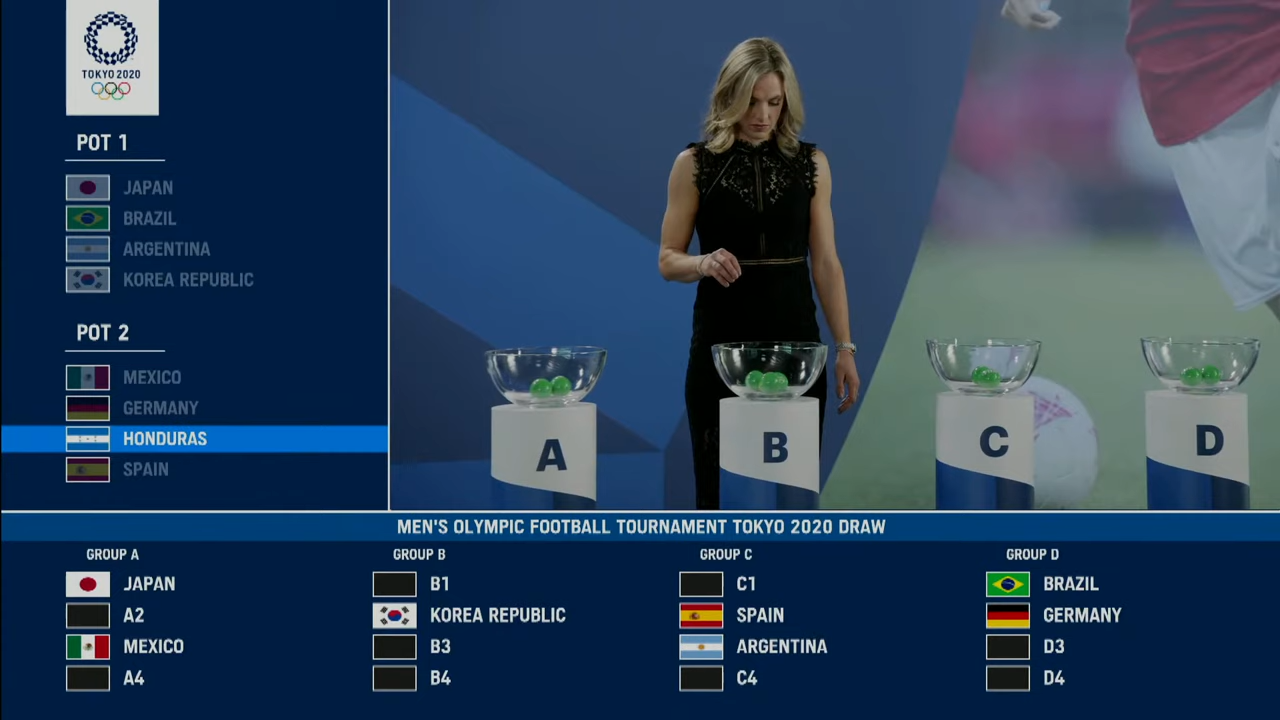 TOKYO 2020
POT 1
JAPAN
BRAZIL
ARGENTINA
KOREA REPUBLIC
POT 2
MEXICO
GERMANY
HONDURAS
SPAIN
A
B
C
D
MEN'S OLYMPIC FOOTBALL TOURNAMENT TOKYO 2020 DRAW
GROUP A
JAPAN
A2
MEXICO
A4
GROUP B
B1
KOREA REPUBLIC
B3
B4
GROUP C
C1
SPAIN
ARGENTINA
C4
GROUP D
BRAZIL
GERMANY
D3
D4